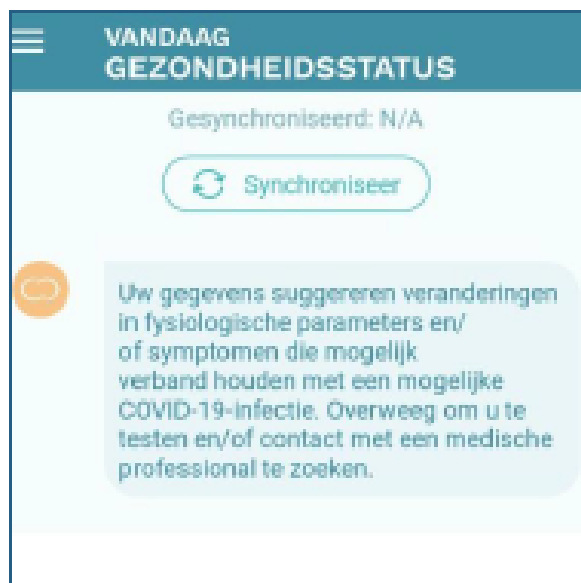 VANDAAG
GEZONDHEIDSSTATUS
Gesynchroniseerd: N/A
Synchroniseer
Uw gegevens suggereren veranderingen
in fysiologische parameters en/
of symptomen die mogelijk
verband houden met een mogelijke
COVID-19-infectie. Overweeg om u te
testen en/of contact met een medische
professional te zoeken.